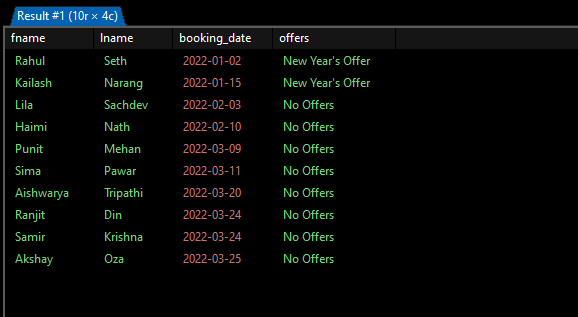 Result #1 (10r × 4c)
fname lname booking_date offers
Rahul Seth 2022-01-02 New Year's Offer
Kailash Narang 2022-01-15 New Year's Offer
Lila Sachdev 2022-02-03 No Offers
Haimi Nath 2022-02-10 No Offers
Punit Mehan 2022-03-09 No Offers
Sima Pawar 2022-03-11 No Offers
Aishwarya Tripathi 2022-03-20 No Offers
Ranjit Din 2022-03-24 No Offers
Samir Krishna 2022-03-24 No Offers
Akshay Oza 2022-03-25 No Offers